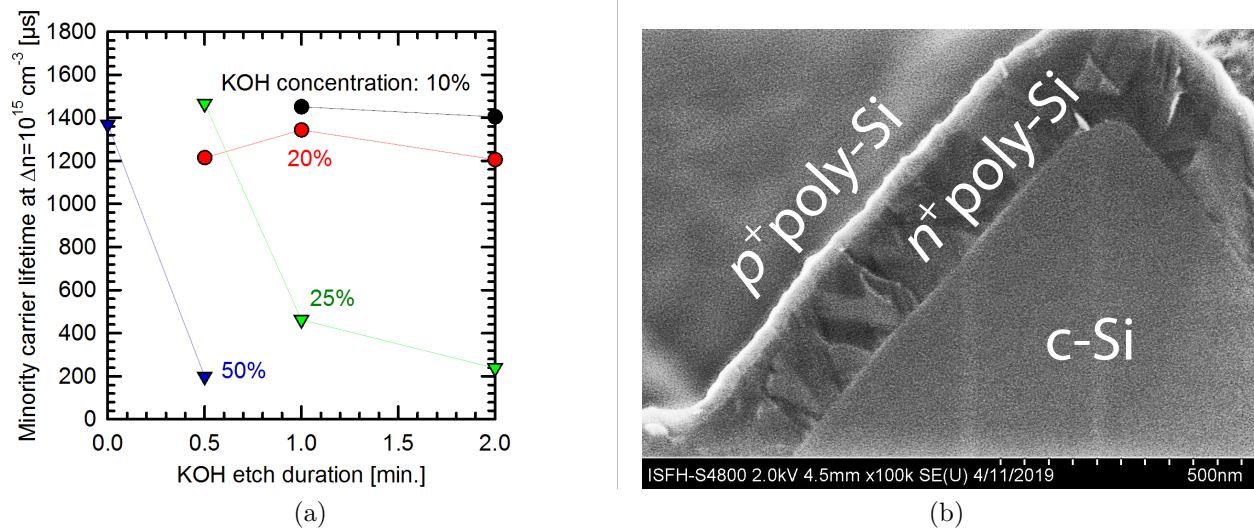 Minority carrier lifetime at Δn=10¹⁵ cm⁻³ [µs]
1800
1600
1400
1200
1000
800
600
400
200
0
KOH concentration: 10%
20%
25%
50%
0.0 0.5 1.0 1.5 2.0
KOH etch duration [min.]
(a)
p⁺poly-Si
n⁺poly-Si
c-Si
ISFH-S4800 2.0kV 4.5mm x100k SE(U) 4/11/2019 500nm
(b)